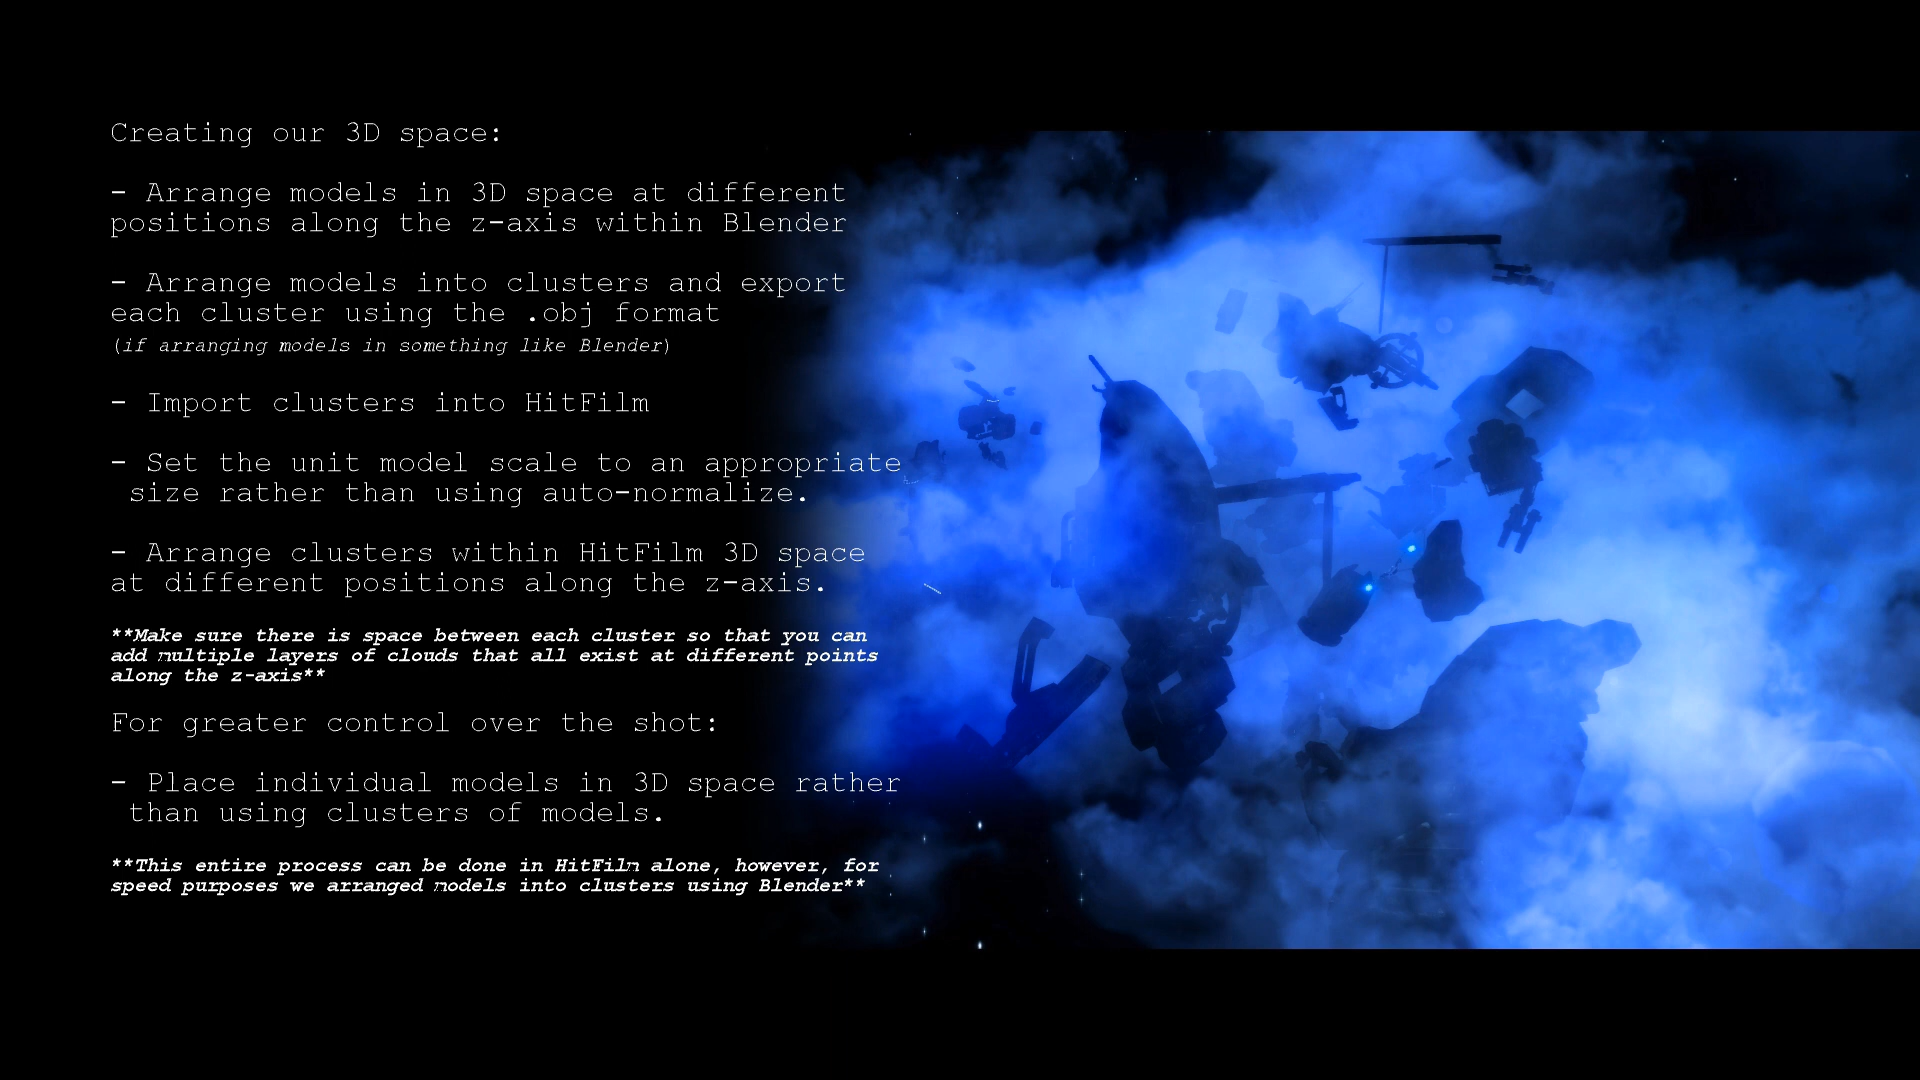 Creating our 3D space:
- Arrange models in 3D space at different
positions along the z-axis within Blender
- Arrange models into clusters and export
each cluster using the .obj format
(if arranging models in something like Blender)
- Import clusters into HitFilm
- Set the unit model scale to an appropriate
size rather than using auto-normalize.
- Arrange clusters within HitFilm 3D space
at different positions along the z-axis.
**Make sure there is space between each cluster so that you can
add multiple layers of clouds that all exist at different points
along the z-axis**
For greater control over the shot:
- Place individual models in 3D space rather
than using clusters of models.
**This entire process can be done in HitFilm alone, however, for
speed purposes we arranged models into clusters using Blender**